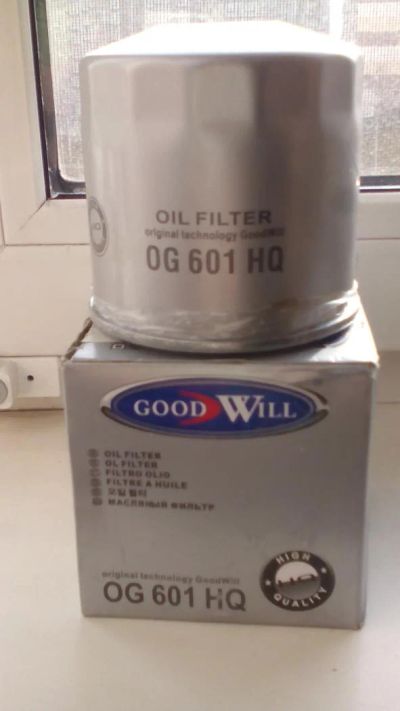 OIL FILTER
original technology GoodWill
OG 601 HQ
GOOD WILL
OIL FILTER
OL FILTER
FILTRO OLIO
FILTRE A HUILE
오일 필터
МАСЛЯНЫЙ ФИЛЬТР
original technology GoodWill
OG 601 HQ
HIGH
HQ
QUALITY